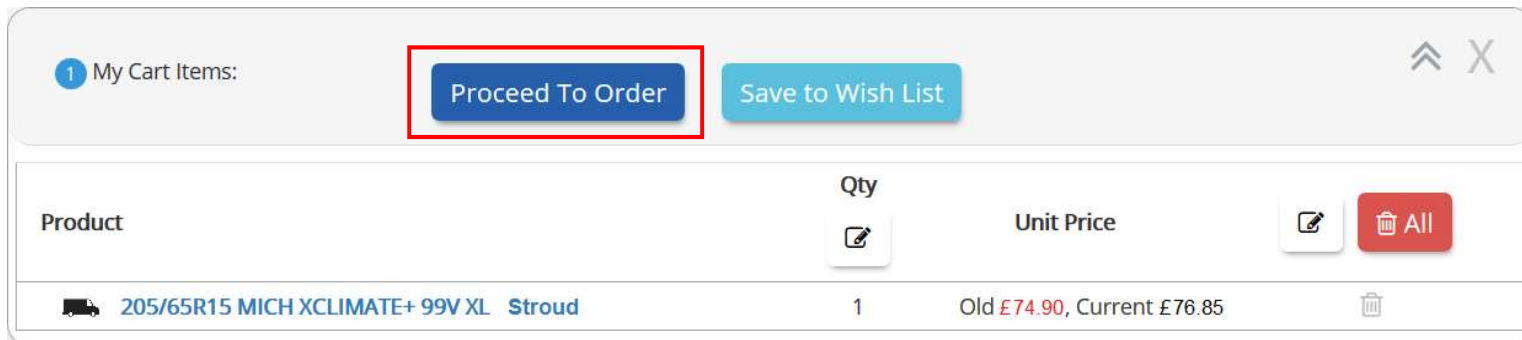 1 My Cart Items:
Proceed To Order
Save to Wish List
X
Product
Qty
Unit Price
All
205/65R15 MICH XCLIMATE+ 99V XL Stroud
1
Old £74.90, Current £76.85